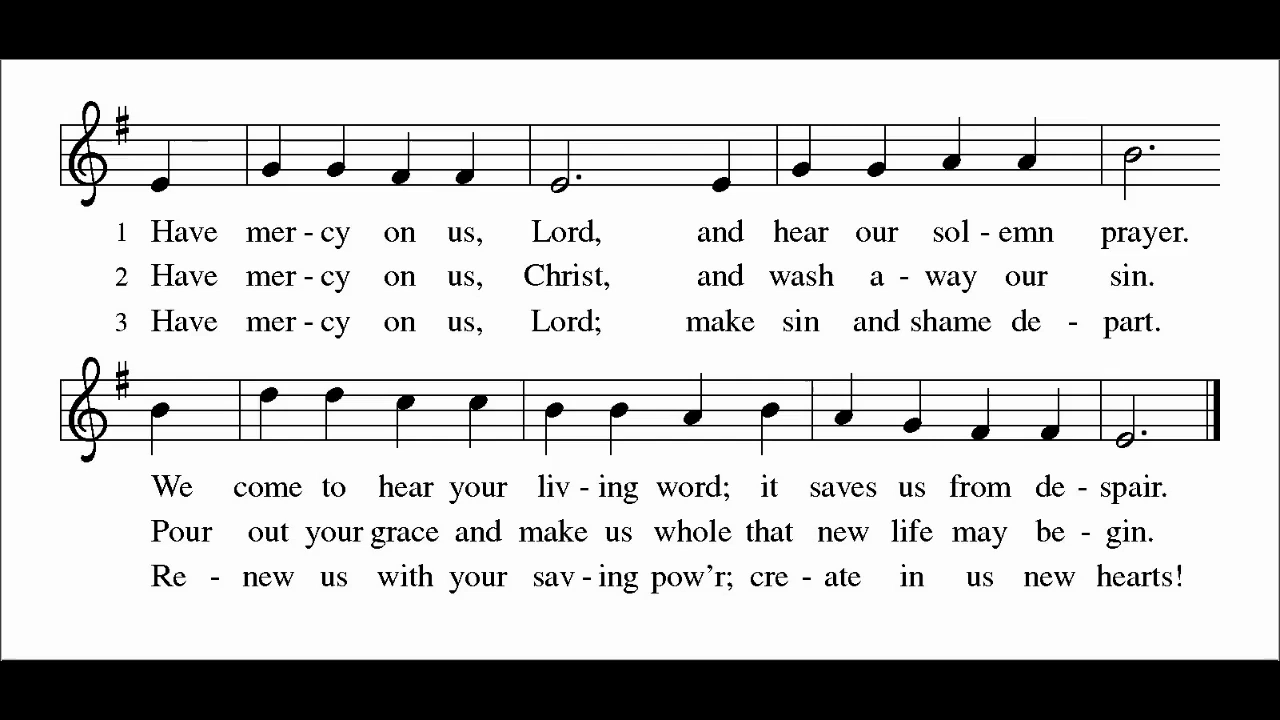 1 Have mer - cy on us, Lord, and hear our sol - emn prayer.
2 Have mer - cy on us, Christ, and wash a - way our sin.
3 Have mer - cy on us, Lord; make sin and shame de - part.
We come to hear your liv - ing word; it saves us from de - spair.
Pour out your grace and make us whole that new life may be - gin.
Re - new us with your sav - ing pow'r; cre - ate in us new hearts!